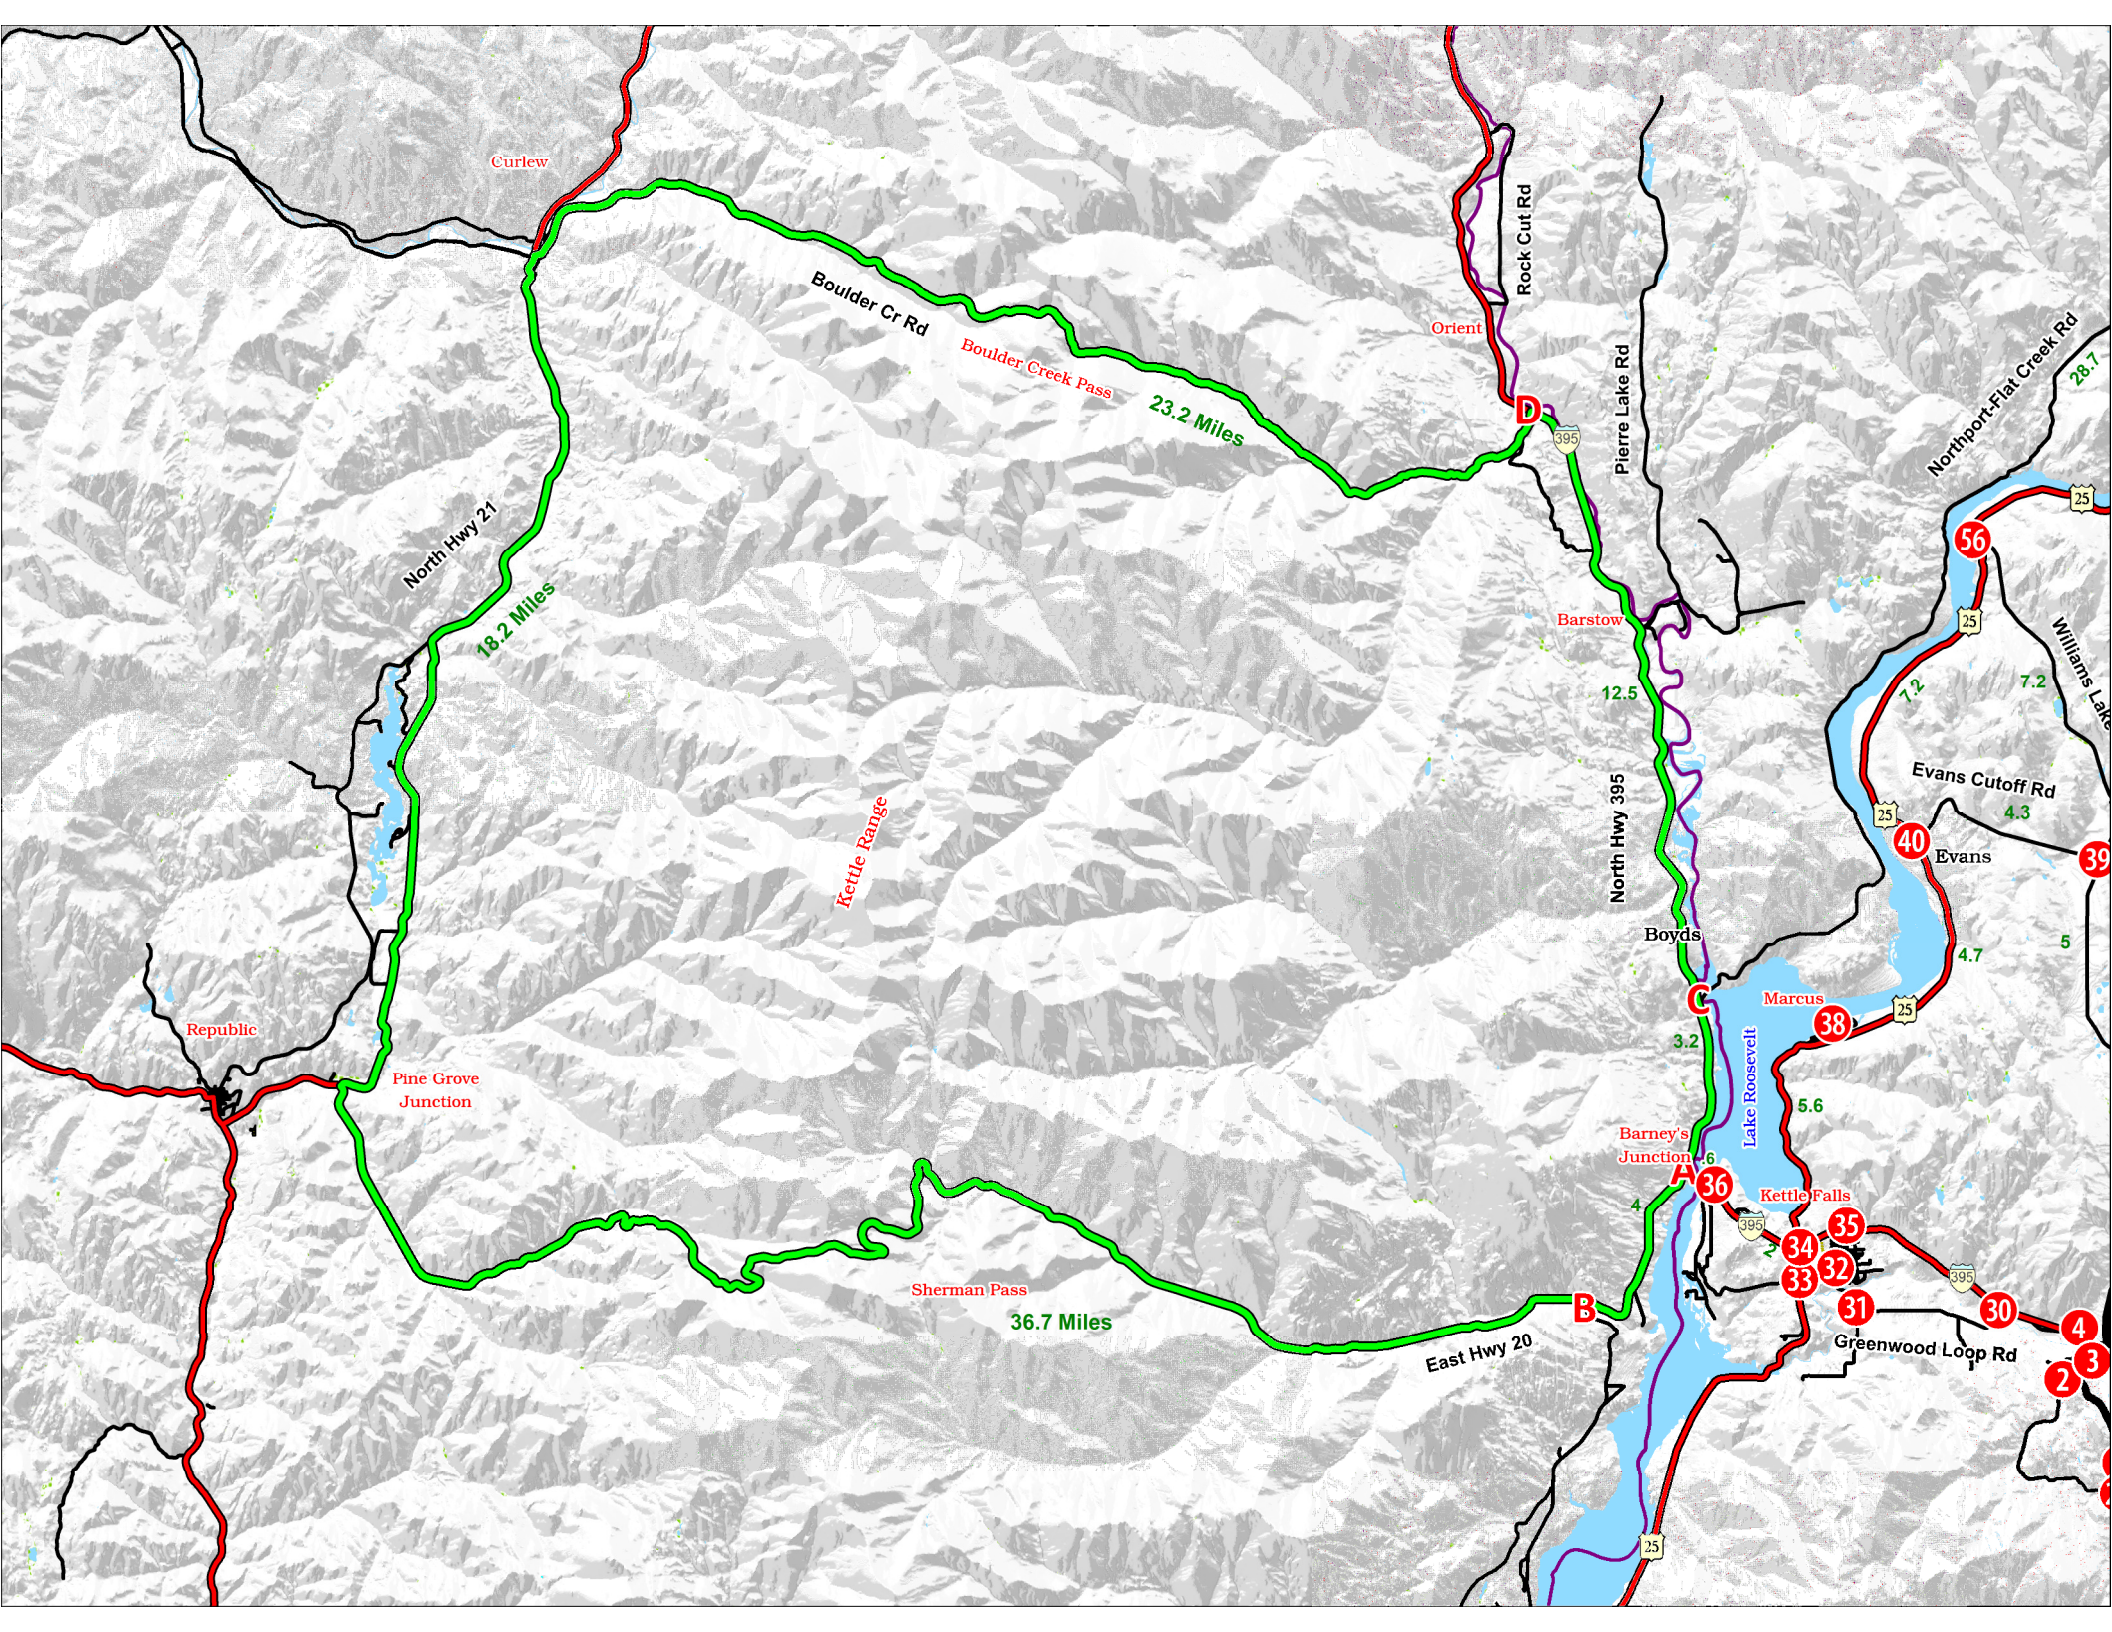 Curlew
Rock Cut Rd
Boulder Cr Rd
Orient
Boulder Creek Pass
Pierre Lake Rd
Northport-Flat Creek Rd
28.7
23.2 Miles
D
395
25
North Hwy 21
56
18.2 Miles
Barstow
25
Williams Lake
12.5
7.2
7.2
Kettle Range
North Hwy 395
Evans Cutoff Rd
4.3
25
40
Evans
39
Boyds
4.7
5
C
Marcus
38
25
Republic
3.2
Lake Roosevelt
Pine Grove
Junction
5.6
Barney's
Junction
.6
A
36
Kettle Falls
4
395
35
2
34
33
32
395
Sherman Pass
36.7 Miles
B
31
30
4
East Hwy 20
Greenwood Loop Rd
3
2
25